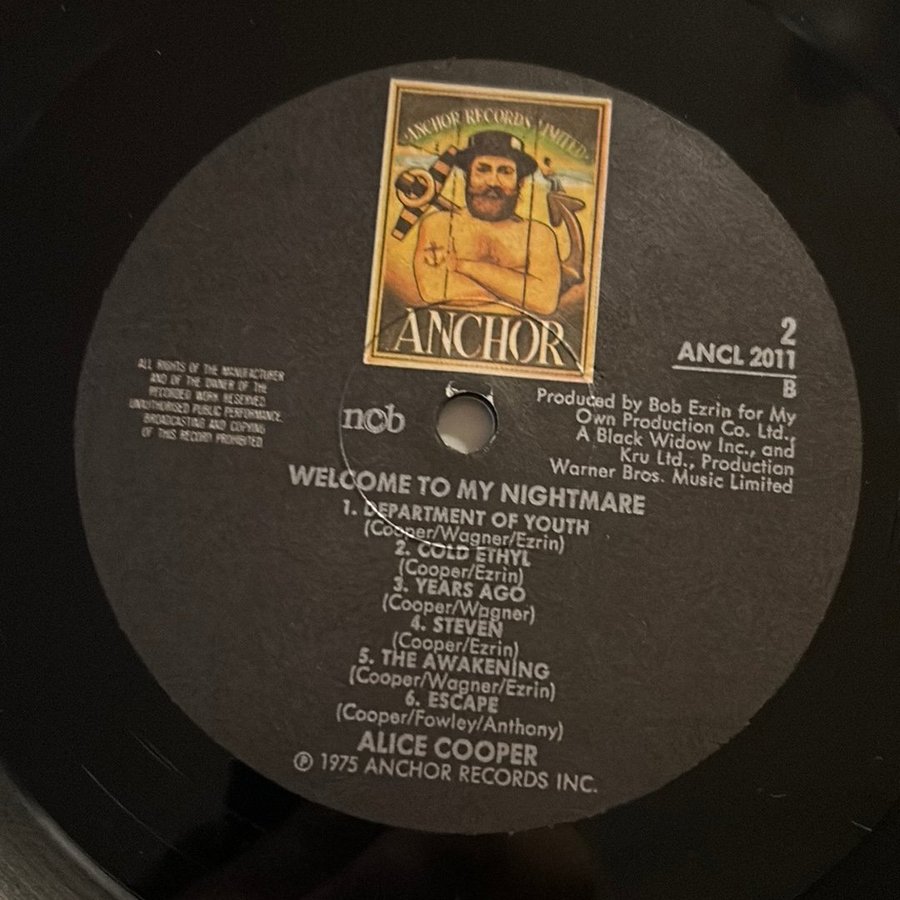 ANCHOR RECORDS LIMITED
ANCHOR
2
ANCL 2011
B
ALL RIGHTS OF THE MANUFACTURER
AND OF THE OWNER OF THE
RECORDED WORK RESERVED.
UNAUTHORISED PUBLIC PERFORMANCE,
BROADCASTING AND COPYING
OF THIS RECORD PROHIBITED
ncb
Produced by Bob Ezrin for My
Own Production Co. Ltd.,
A Black Widow Inc., and
Kru Ltd., Production
Warner Bros. Music Limited
WELCOME TO MY NIGHTMARE
1. DEPARTMENT OF YOUTH
(Cooper/Wagner/Ezrin)
2. COLD ETHYL
(Cooper/Ezrin)
3. YEARS AGO
(Cooper/Wagner)
4. STEVEN
(Cooper/Ezrin)
5. THE AWAKENING
(Cooper/Wagner/Ezrin)
6. ESCAPE
(Cooper/Fowley/Anthony)
ALICE COOPER
℗ 1975 ANCHOR RECORDS INC.